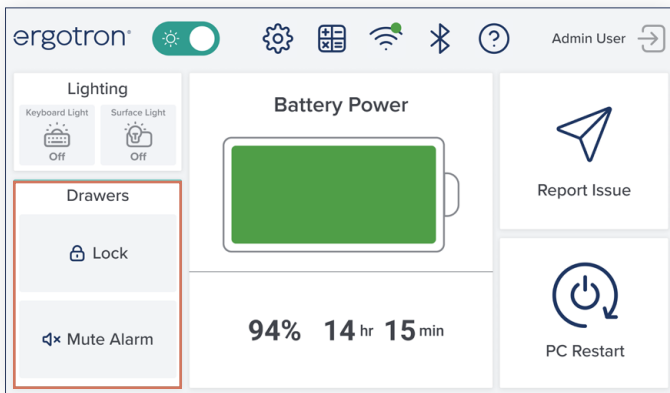 ergotron
Admin User
Lighting
Keyboard Light
Off
Surface Light
Off
Drawers
Lock
Mute Alarm
Battery Power
94% 14 hr 15 min
Report Issue
PC Restart